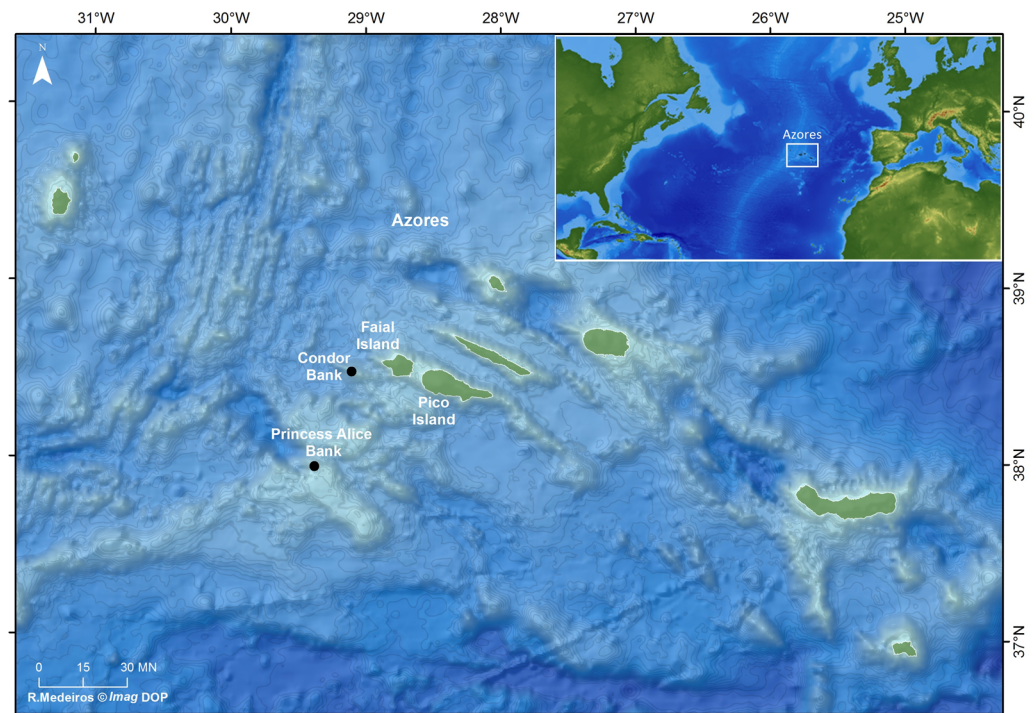 31°W 30°W 29°W 28°W 27°W 26°W 25°W
N
40°N
Azores
Azores
39°N
Faial
Island
Condor
Bank
Pico
Island
Princess Alice
Bank
38°N
37°N
0 15 30 MN
R.Medeiros © Imag DOP